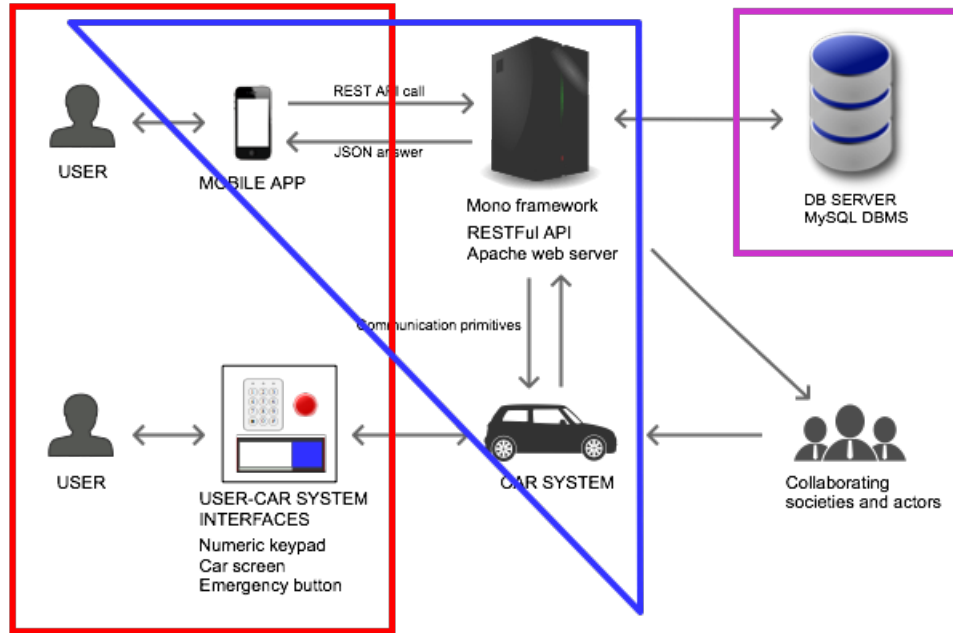 REST API call
JSON answer
USER
MOBILE APP
Mono framework
RESTFul API
Apache web server
DB SERVER
MySQL DBMS
Communication primitives
USER
USER-CAR SYSTEM
INTERFACES
Numeric keypad
Car screen
Emergency button
CAR SYSTEM
Collaborating
societies and actors